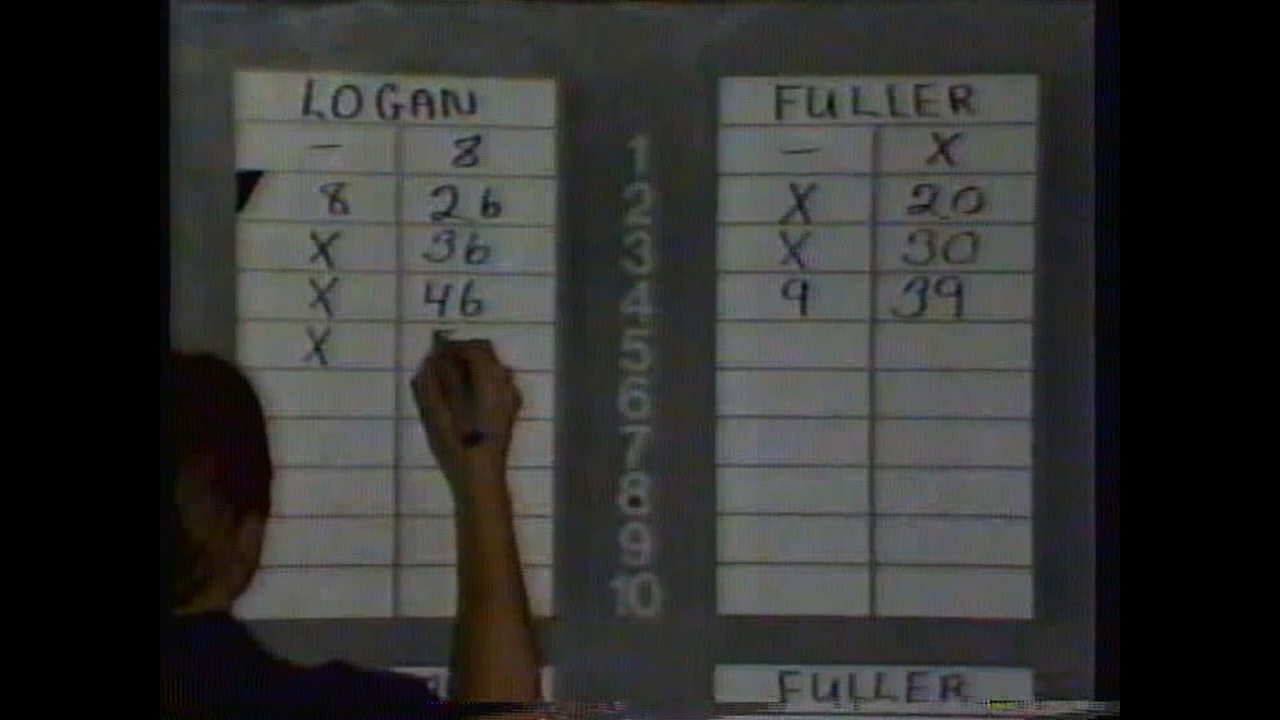 LOGAN FULLER
– 8 1 – X
8 26 2 X 20
X 36 3 X 30
X 46 4 9 39
X 5 5
6
7
8
9
10
FULLER